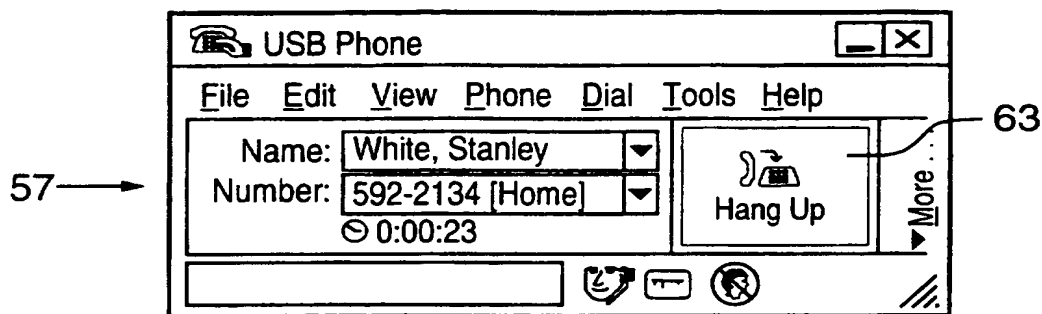 USB Phone
File Edit View Phone Dial Tools Help
63
Name: White, Stanley
57
Number: 592-2134 [Home]
0:00:23
Hang Up
More...